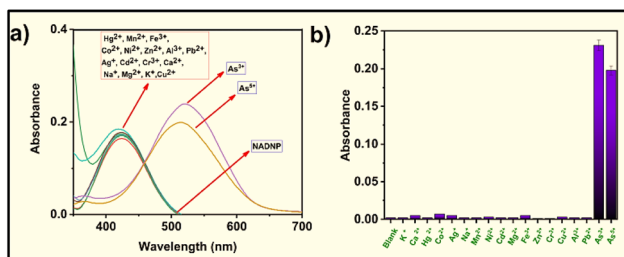 a)
Hg²⁺, Mn²⁺, Fe³⁺,
Co²⁺, Ni²⁺, Zn²⁺, Al³⁺, Pb²⁺,
Ag⁺, Cd²⁺, Cr³⁺, Ca²⁺,
Na⁺, Mg²⁺, K⁺,Cu²⁺
As³⁺
As⁵⁺
NADNP
0.4
0.2
0.0
Absorbance
400
500
600
700
Wavelength (nm)
b)
0.25
0.20
0.15
0.10
0.05
0.00
Absorbance
Blank
K⁺
Ca²⁺
Hg²⁺
Co²⁺
Ag⁺
Na⁺
Mn²⁺
Ni²⁺
Cd²⁺
Mg²⁺
Fe³⁺
Zn²⁺
Cr³⁺
Cu²⁺
Al³⁺
Pb²⁺
As³⁺
As⁵⁺